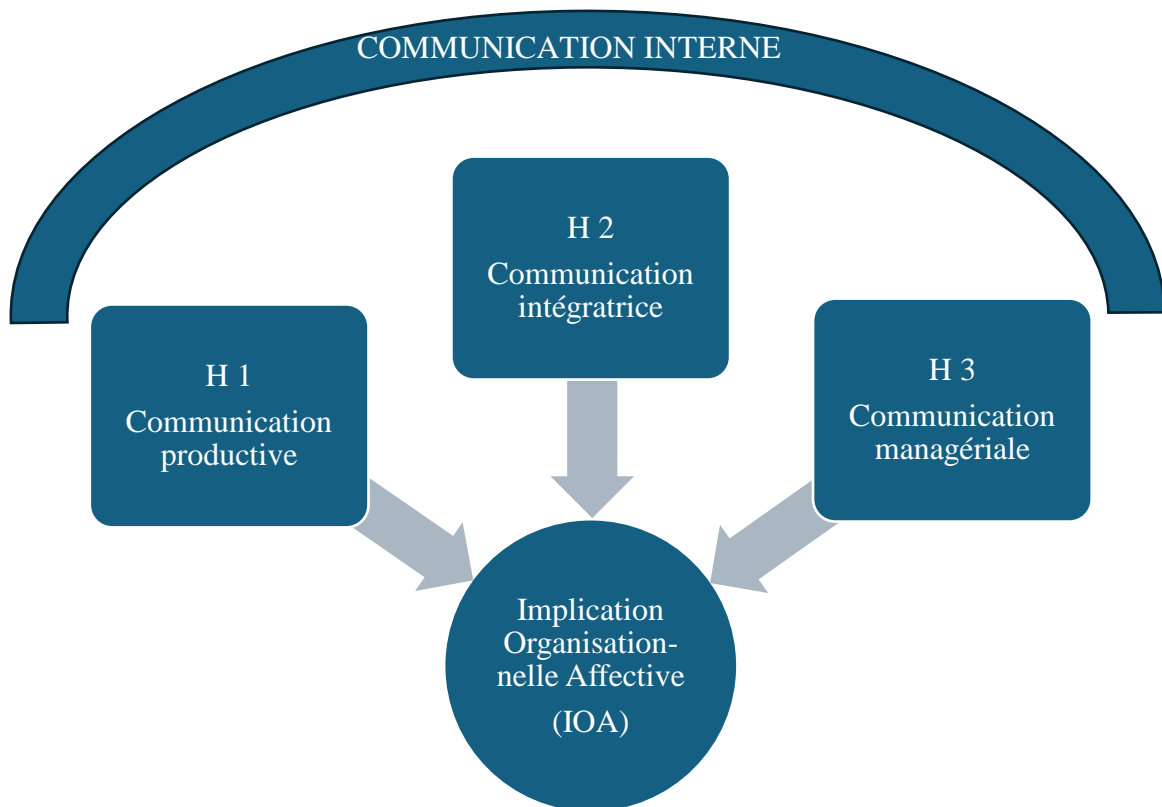 COMMUNICATION INTERNE
H 2
Communication
intégratrice
H 1
Communication
productive
H 3
Communication
managériale
Implication
Organisation-
nelle Affective
(IOA)